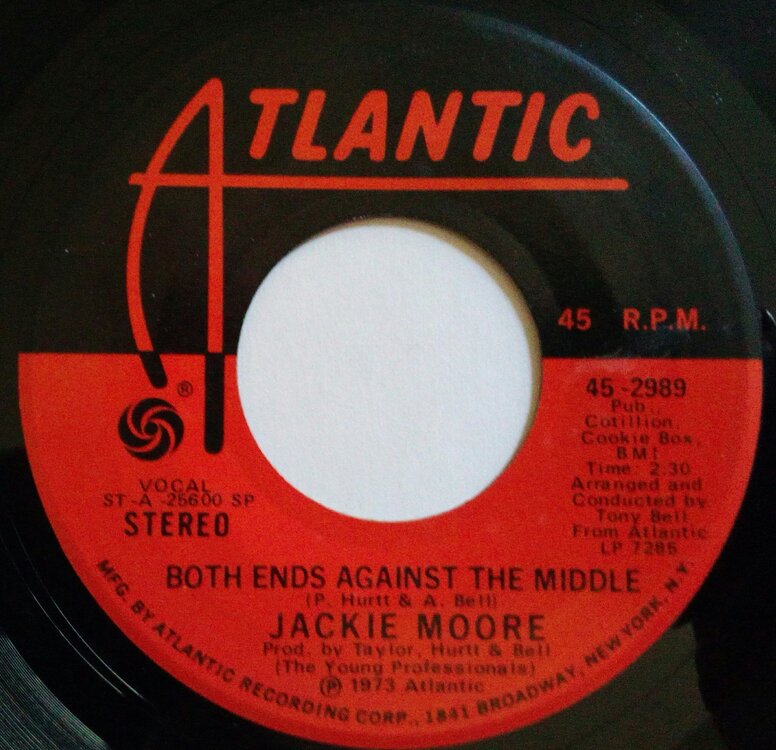 ATLANTIC
45 R.P.M.
45-2989
Pub.,
Cotillion,
Cookie Box,
BMI
Time: 2:30
Arranged and
Conducted by
Tony Bell
From Atlantic
LP 7285
®
VOCAL
ST-A-25600 SP
STEREO
BOTH ENDS AGAINST THE MIDDLE
(P. Hurtt & A. Bell)
JACKIE MOORE
Prod. by Taylor, Hurtt & Bell
(The Young Professionals)
℗ 1973 Atlantic
MFG. BY ATLANTIC RECORDING CORP., 1841 BROADWAY, NEW YORK, N.Y.